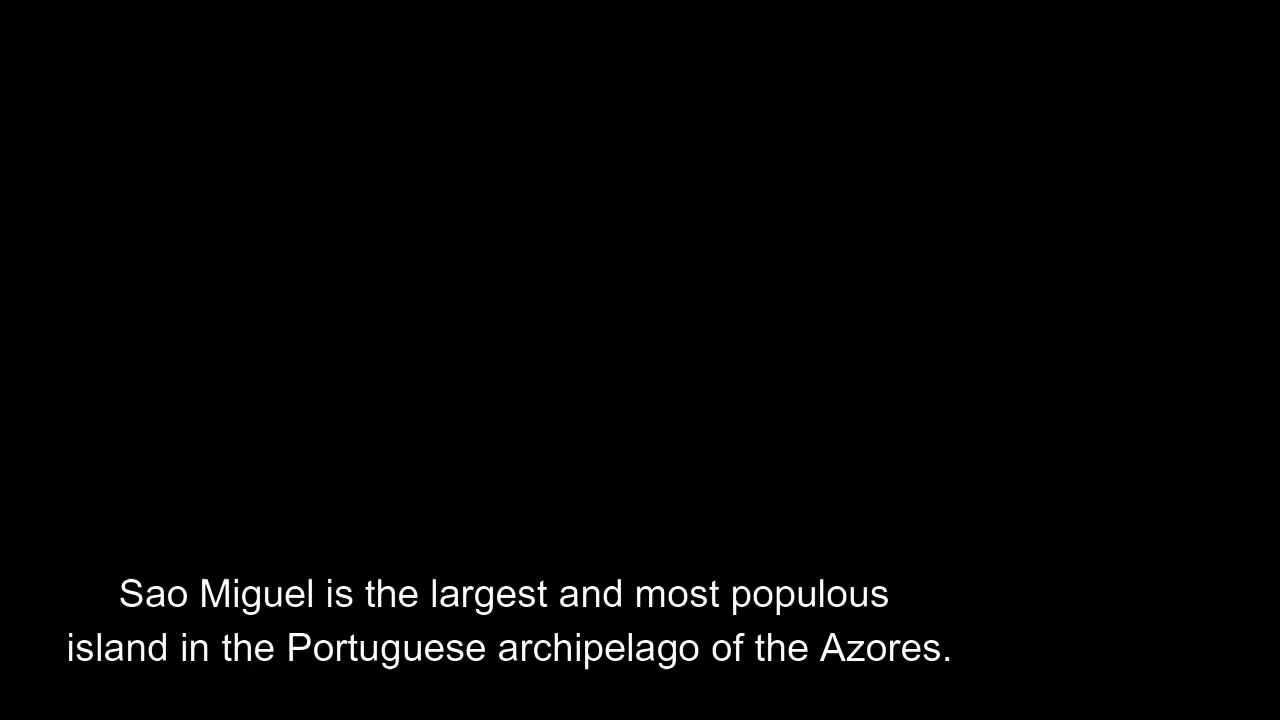 Sao Miguel is the largest and most populous
island in the Portuguese archipelago of the Azores.